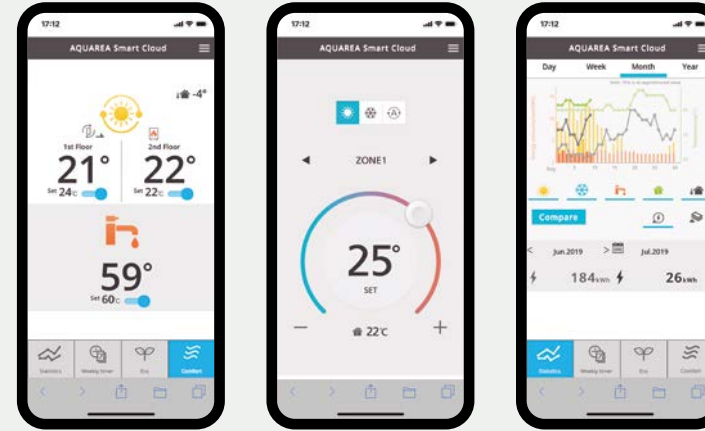 17:12
AQUAREA Smart Cloud
-4°
1st Floor
2nd Floor
21°
22°
Set 24°c
Set 22°c
59°
Set 60°c
Statistics
Weekly timer
Eco
Comfort
17:12
AQUAREA Smart Cloud
A
ZONE1
25°
SET
22°c
17:12
AQUAREA Smart Cloud
Day Week Month Year
Compare
< Jun.2019 > Jul.2019
184kWh 26kWh
Statistics
Weekly timer
Eco
Comfort